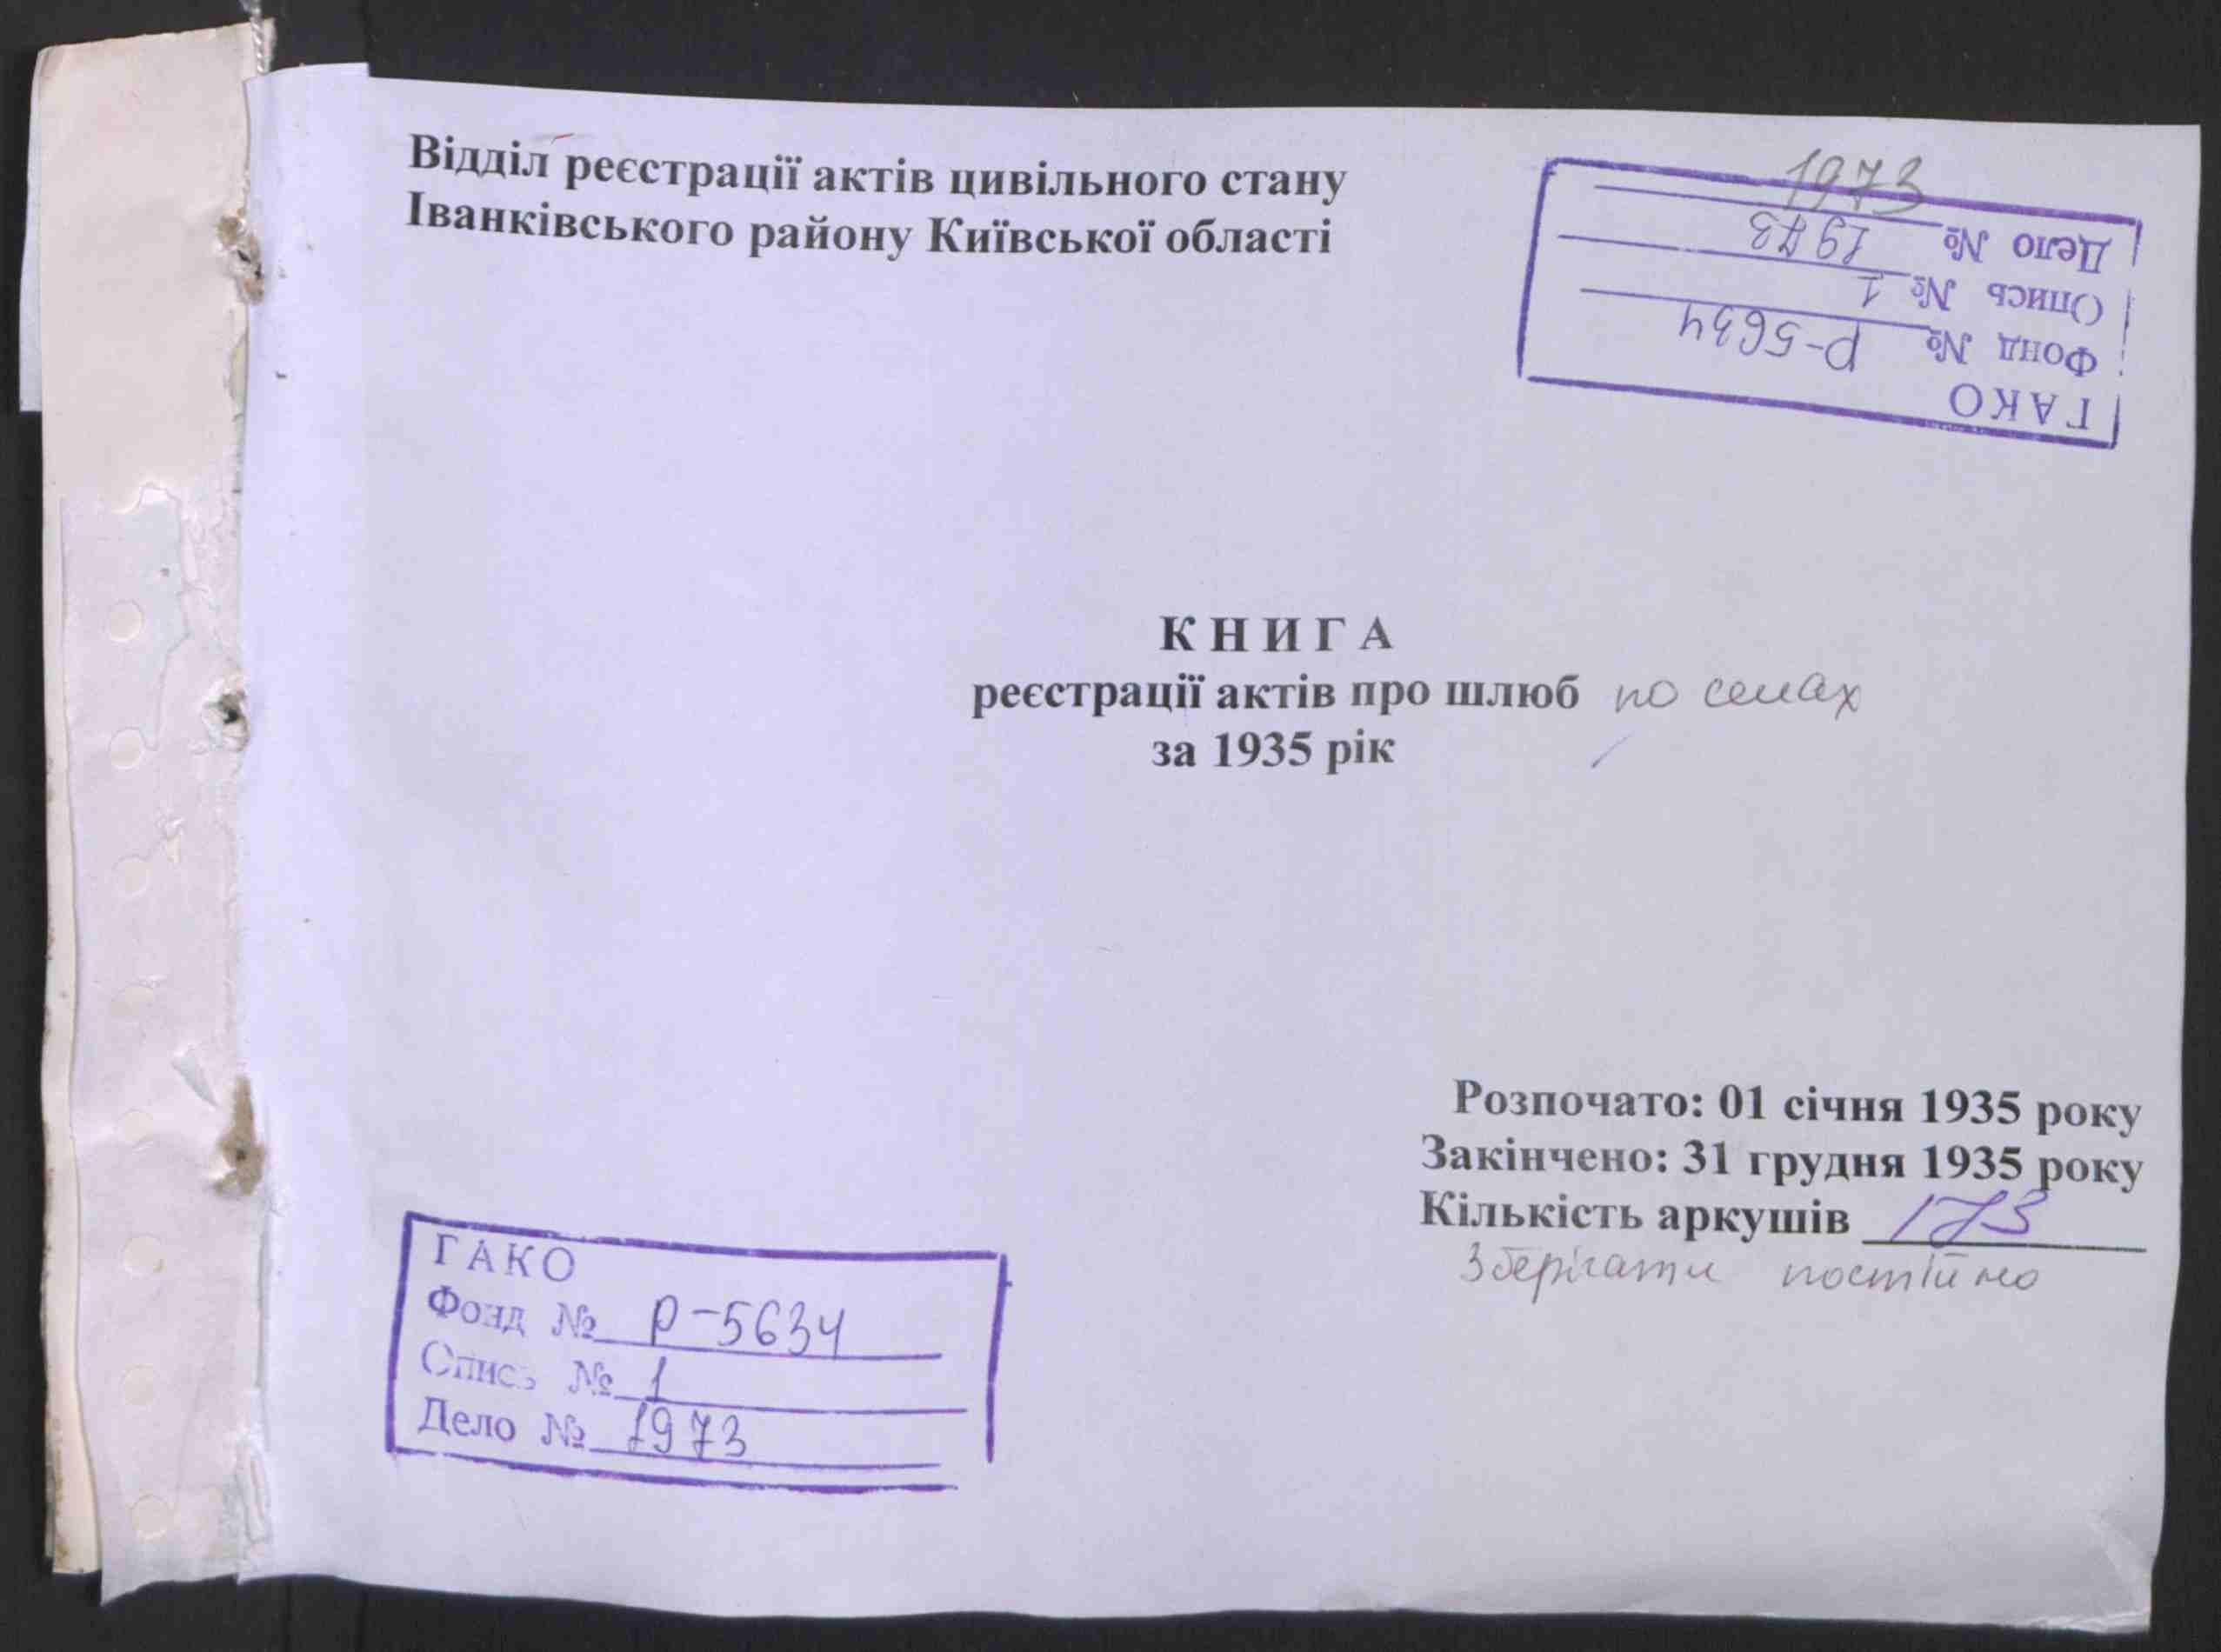 Відділ реєстрації актів цивільного стану
Іванківського району Київської області
1973
ГАКО
Фонд № Р-5634
Опись № 1
Дело № 1973
КНИГА
реєстрації актів про шлюб по селах
за 1935 рік
Розпочато: 01 січня 1935 року
Закінчено: 31 грудня 1935 року
Кількість аркушів 173
Зберігати постійно
ГАКО
Фонд № Р-5634
Опись № 1
Дело № 1973